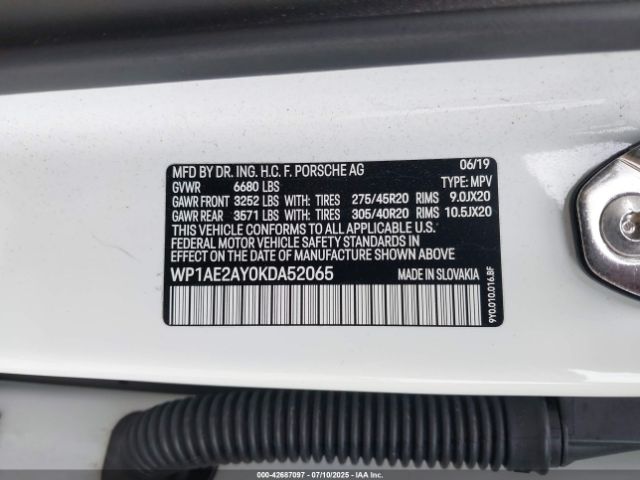 MFD BY DR. ING. H.C. F. PORSCHE AG 06/19
GVWR 6680 LBS TYPE: MPV
GAWR FRONT 3252 LBS WITH: TIRES 275/45R20 RIMS 9.0JX20
GAWR REAR 3571 LBS WITH: TIRES 305/40R20 RIMS 10.5JX20
THIS VEHICLE CONFORMS TO ALL APPLICABLE U.S.
FEDERAL MOTOR VEHICLE SAFETY STANDARDS IN
EFFECT ON THE DATE OF MANUFACTURE SHOWN ABOVE.
WP1AE2AY0KDA52065 MADE IN SLOVAKIA
9Y0.010.016.BF
000-42687097 - 07/10/2025 - IAAI.COM